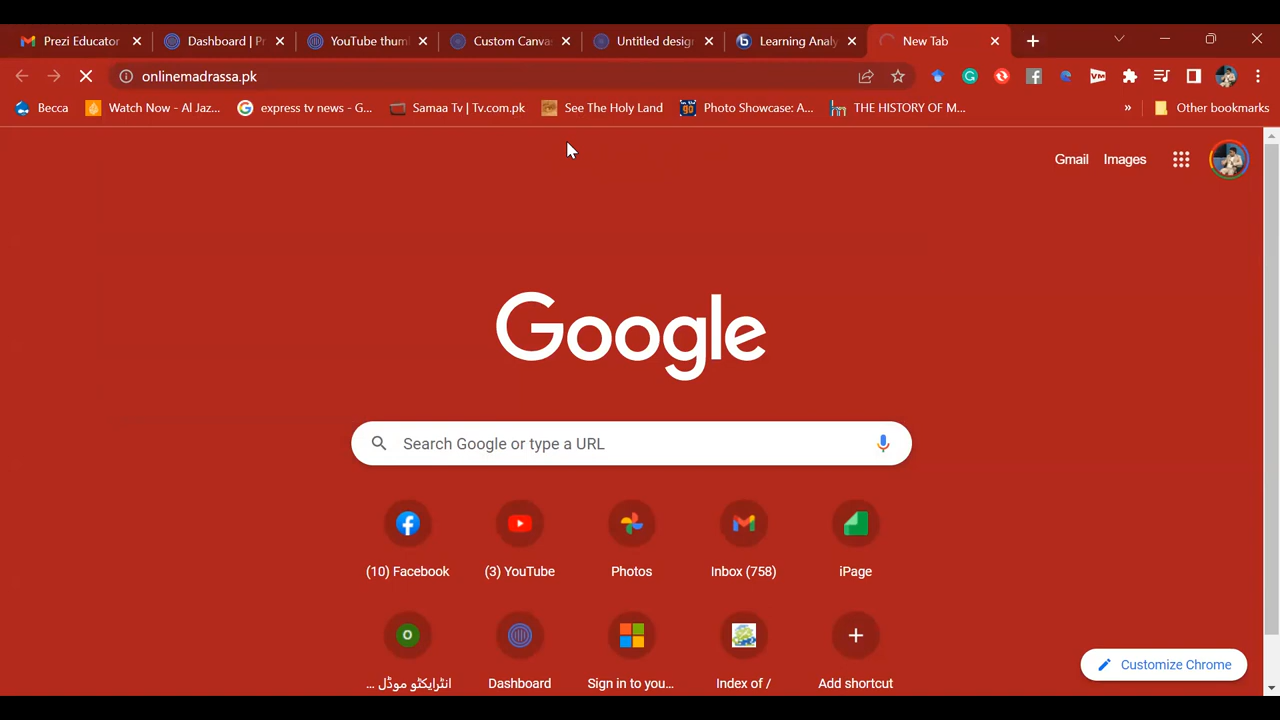 Prezi Educator
Dashboard | Pr
YouTube thum
Custom Canva
Untitled desig
Learning Analy
New Tab
onlinemadrassa.pk
Becca
Watch Now - Al Jaz...
express tv news - G...
Samaa Tv | Tv.com.pk
See The Holy Land
Photo Showcase: A...
THE HISTORY OF M...
»
Other bookmarks
Gmail
Images
Google
Search Google or type a URL
(10) Facebook
(3) YouTube
Photos
Inbox (758)
iPage
O
انٹرایکٹو موڈل ...
Dashboard
Sign in to you...
Index of /
Add shortcut
Customize Chrome